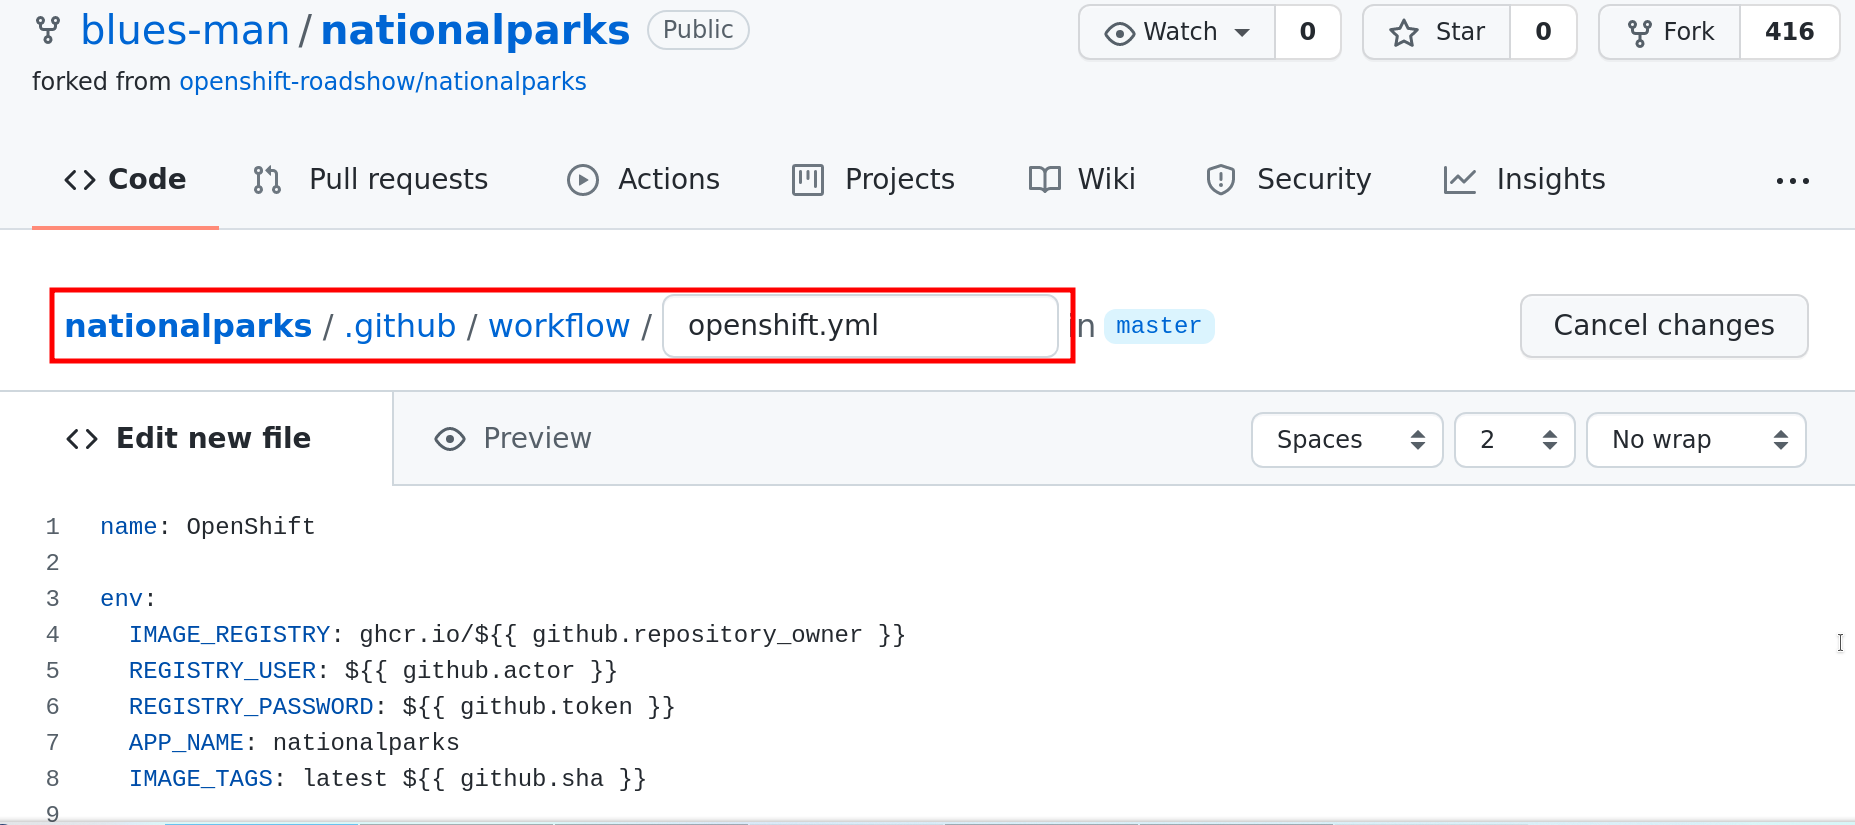 blues-man / nationalparks Public Watch 0 Star 0 Fork 416
forked from openshift-roadshow/nationalparks
Code Pull requests Actions Projects Wiki Security Insights ...
nationalparks / .github / workflow / openshift.yml in master Cancel changes
Edit new file Preview Spaces 2 No wrap
1 name: OpenShift
2
3 env:
4 IMAGE_REGISTRY: ghcr.io/${{ github.repository_owner }}
5 REGISTRY_USER: ${{ github.actor }}
6 REGISTRY_PASSWORD: ${{ github.token }}
7 APP_NAME: nationalparks
8 IMAGE_TAGS: latest ${{ github.sha }}
9